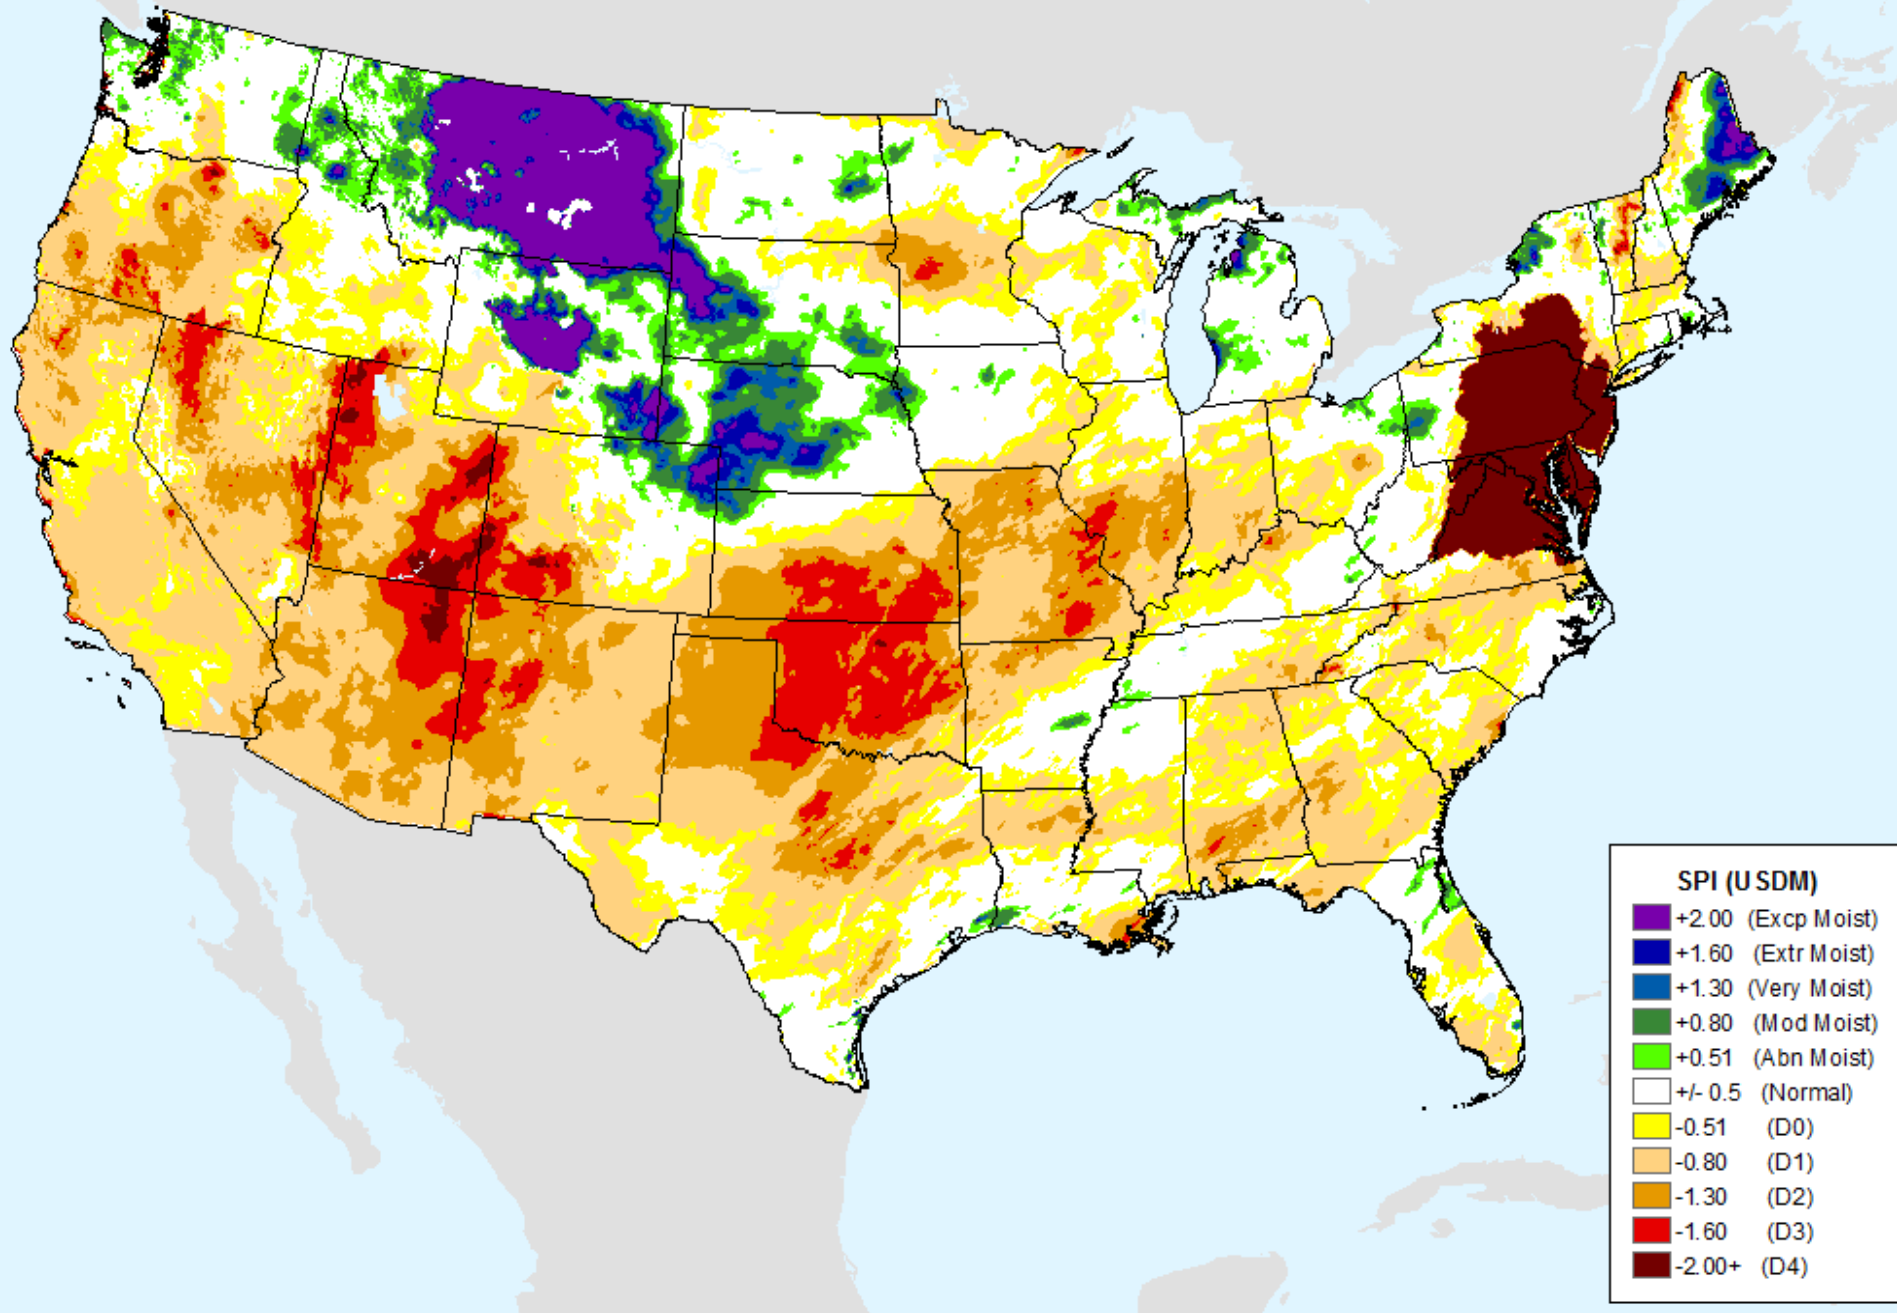 SPI (USDM)
+2.00 (Excp Moist)
+1.60 (Extr Moist)
+1.30 (Very Moist)
+0.80 (Mod Moist)
+0.51 (Abn Moist)
+/- 0.5 (Normal)
-0.51 (D0)
-0.80 (D1)
-1.30 (D2)
-1.60 (D3)
-2.00+ (D4)